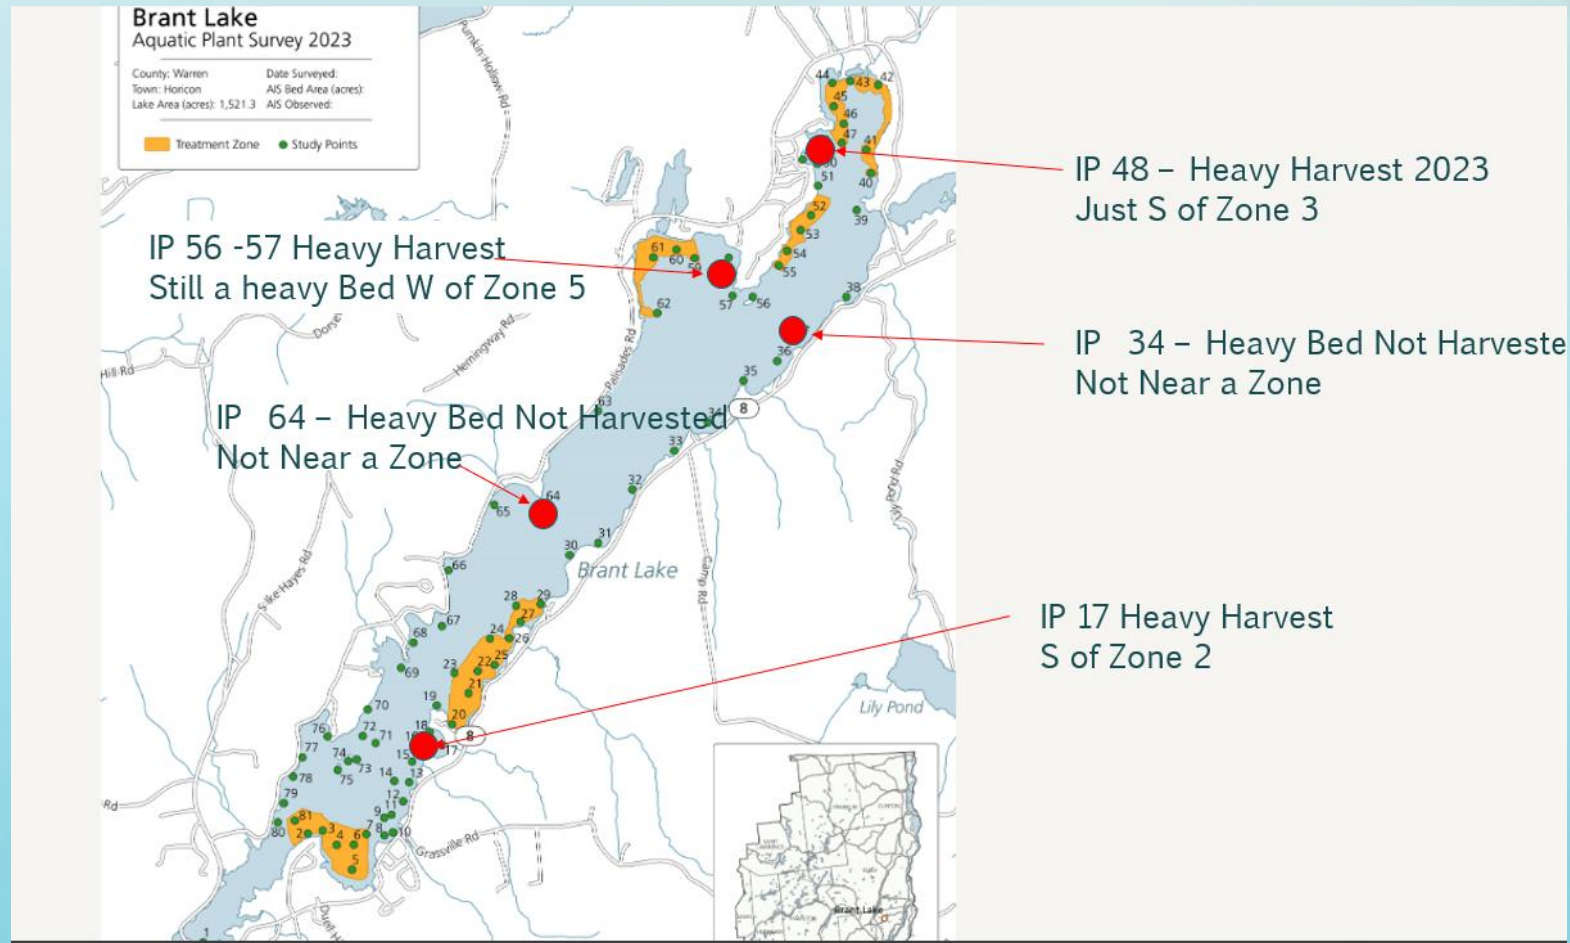 Brant Lake
Aquatic Plant Survey 2023
County: Warren
Date Surveyed:
Town: Horicon
AIS Bed Area (acres):
Lake Area (acres): 1,521.3
AIS Observed:
Treatment Zone
Study Points
Pumkin Hollow Rd
44
43
42
45
46
47
41
40
51
52
39
53
54
55
IP 48 – Heavy Harvest 2023
Just S of Zone 3
IP 56 -57 Heavy Harvest
Still a heavy Bed W of Zone 5
61
60
62
57
56
38
Hemingway Rd
Palisades Rd
Hill Rd
36
35
8
IP 34 – Heavy Bed Not Harveste
Not Near a Zone
63
IP 64 – Heavy Bed Not Harvested
Not Near a Zone
33
32
64
65
31
30
Brant Lake
Camp Rd
66
28
29
27
67
24
26
68
25
22
23
69
21
IP 17 Heavy Harvest
S of Zone 2
19
20
70
18
8
17
76
72
71
15
77
74
73
75
14
13
78
12
79
11
9
81
80
2
3
4
6
7
8
10
5
Grassville Rd
Lily Pond
Brant Lake
1